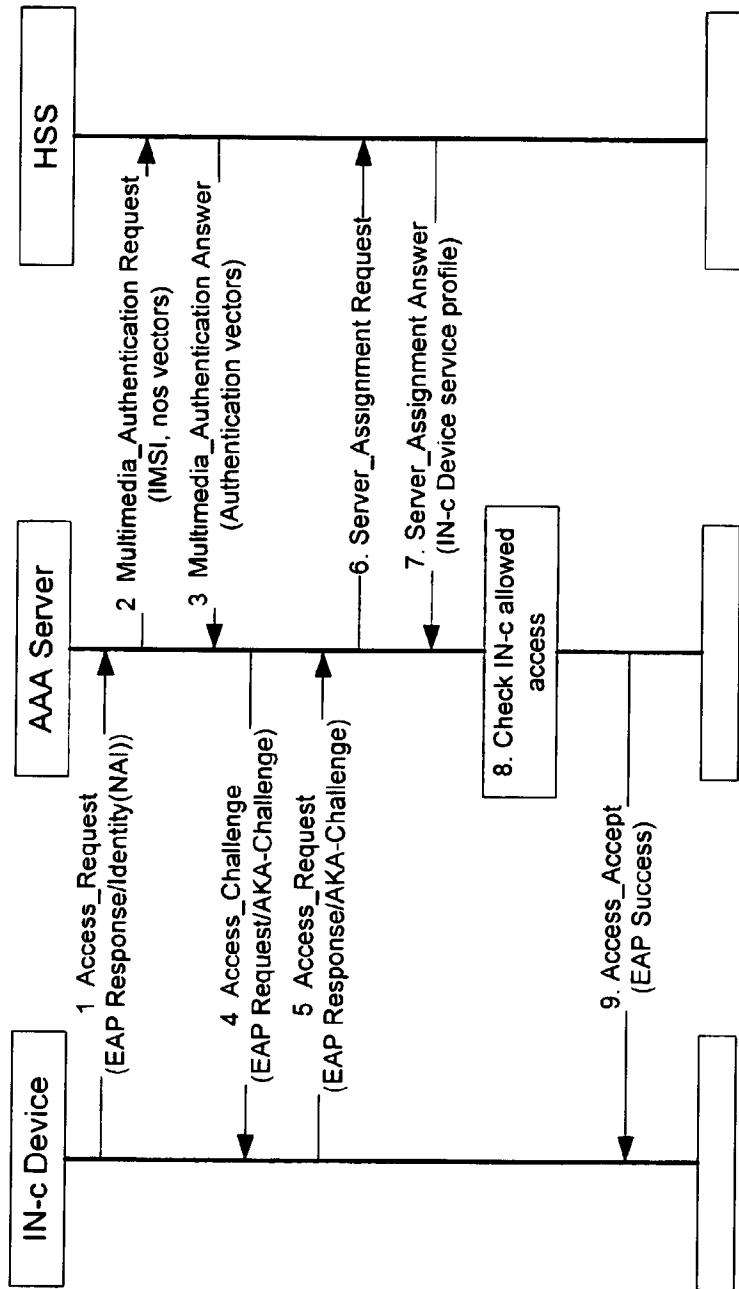 IN-c Device
AAA Server
HSS
1 Access_Request
(EAP Response/Identity(NAI))
2 Multimedia_Authentication Request
(IMSI, nos vectors)
3 Multimedia_Authentication Answer
(Authentication vectors)
4 Access_Challenge
(EAP Request/AKA-Challenge)
5 Access_Request
(EAP Response/AKA-Challenge)
6. Server_Assignment Request
7. Server_Assignment Answer
(IN-c Device service profile)
8. Check IN-c allowed
access
9. Access_Accept
(EAP Success)